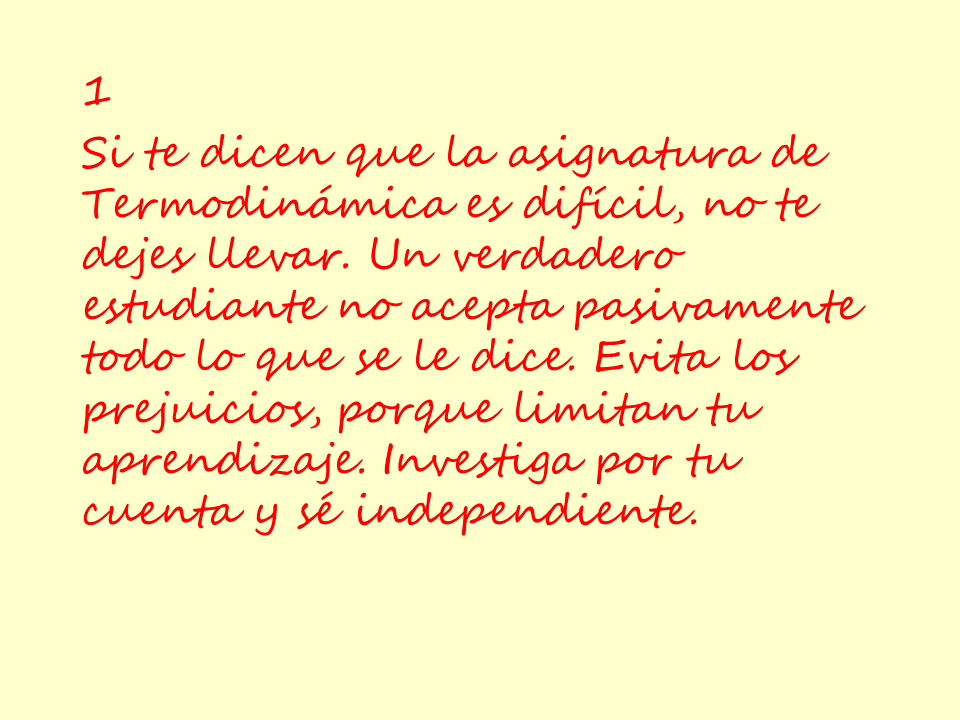 1
Si te dicen que la asignatura de
Termodinámica es difícil, no te
dejes llevar. Un verdadero
estudiante no acepta pasivamente
todo lo que se le dice. Evita los
prejuicios, porque limitan tu
aprendizaje. Investiga por tu
cuenta y sé independiente.